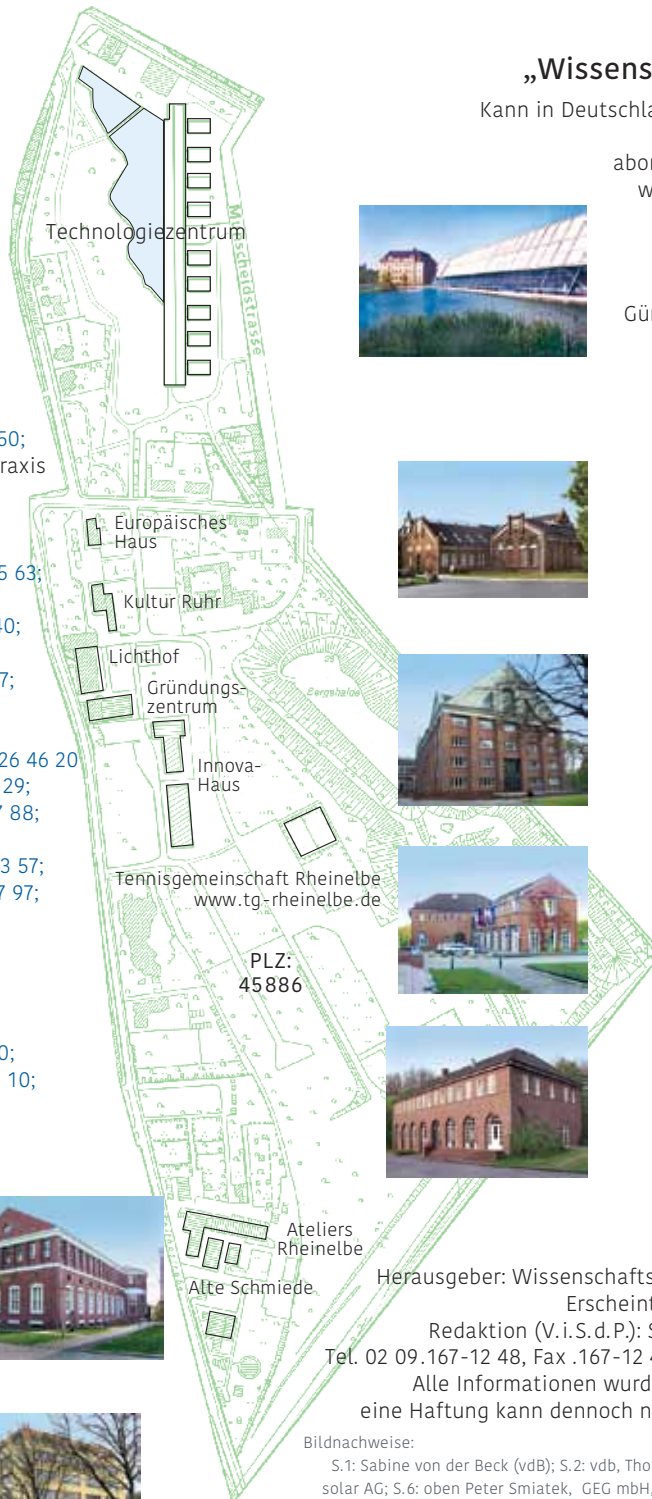 „Wissens
Kann in Deutschla
abor
w
Gür
Technologiezentrum
Munscheidstrasse
50;
raxis
5 63;
40;
7;
26 46 20
29;
7 88;
3 57;
7 97;
0;
10;
Europäisches
Haus
Kultur Ruhr
Lichthof
Gründungs-
zentrum
Innova-
Haus
Bergehalde
Tennisgemeinschaft Rheinelbe
www.tg-rheinelbe.de
PLZ:
45886
Ateliers
Rheinelbe
Alte Schmiede
Herausgeber: Wissenschafts
Erscheint
Redaktion (V.i.S.d.P.): S
Tel. 02 09.167-12 48, Fax .167-12 4
Alle Informationen wurd
eine Haftung kann dennoch n
Bildnachweise:
S.1: Sabine von der Beck (vdB); S.2: vdb, Tho
solar AG; S.6: oben Peter Smiatek, GEG mbH,